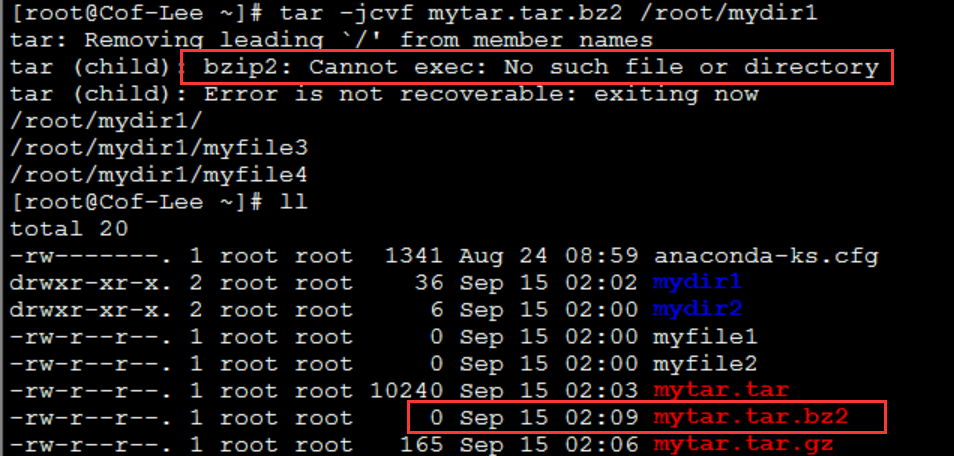 [root@Cof-Lee ~]# tar -jcvf mytar.tar.bz2 /root/mydir1
tar: Removing leading `/' from member names
tar (child): bzip2: Cannot exec: No such file or directory
tar (child): Error is not recoverable: exiting now
/root/mydir1/
/root/mydir1/myfile3
/root/mydir1/myfile4
[root@Cof-Lee ~]# ll
total 20
-rw-------. 1 root root  1341 Aug 24 08:59 anaconda-ks.cfg
drwxr-xr-x. 2 root root    36 Sep 15 02:02 mydir1
drwxr-xr-x. 2 root root     6 Sep 15 02:00 mydir2
-rw-r--r--. 1 root root     0 Sep 15 02:00 myfile1
-rw-r--r--. 1 root root     0 Sep 15 02:00 myfile2
-rw-r--r--. 1 root root 10240 Sep 15 02:03 mytar.tar
-rw-r--r--. 1 root root     0 Sep 15 02:09 mytar.tar.bz2
-rw-r--r--. 1 root root   165 Sep 15 02:06 mytar.tar.gz